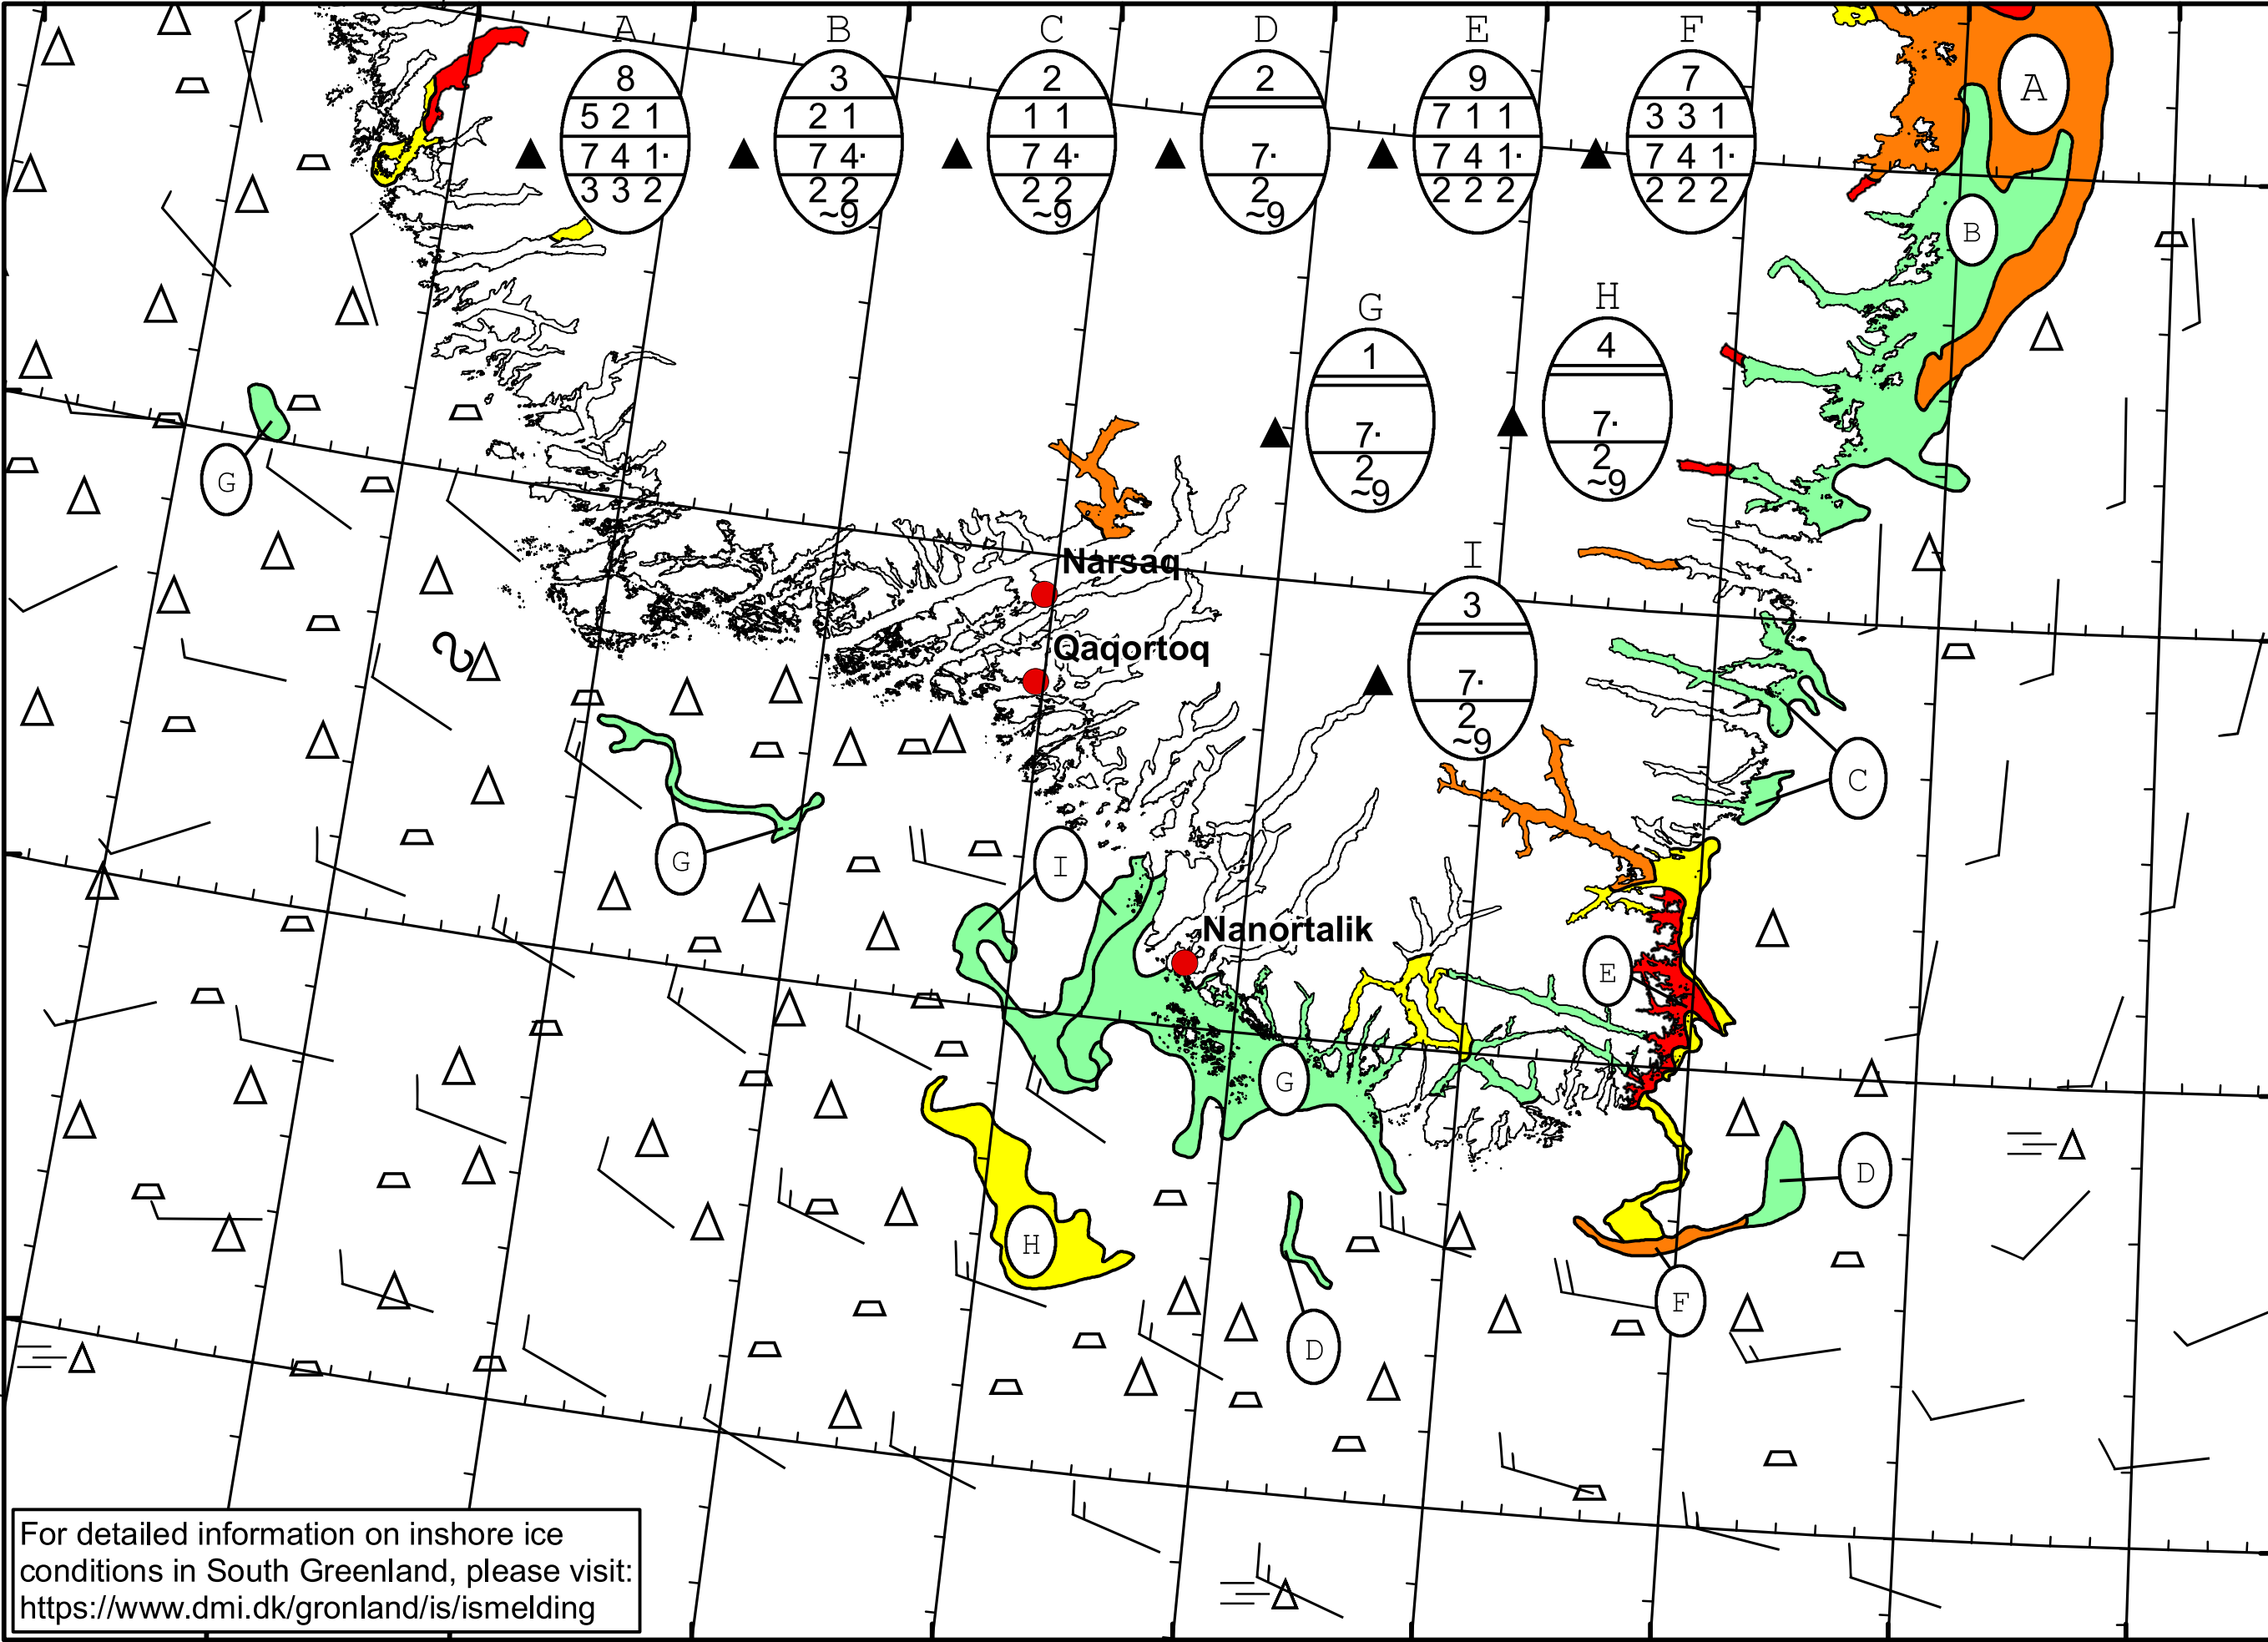 A B C D E F
8
5 2 1
7 4 1·
3 3 2
3
2 1
7 4·
2 2
~9
2
1 1
7 4·
2 2
~9
2
7·
2
~9
9
7 1 1
7 4 1·
2 2 2
7
3 3 1
7 4 1·
2 2 2
A
B
G
1
7·
2
~9
H
4
7·
2
~9
G
Narsaq
I
3
7·
2
~9
Qaqortoq
C
G
I
Nanortalik
E
G
D
H
F
D
For detailed information on inshore ice
conditions in South Greenland, please visit:
https://www.dmi.dk/gronland/is/ismelding